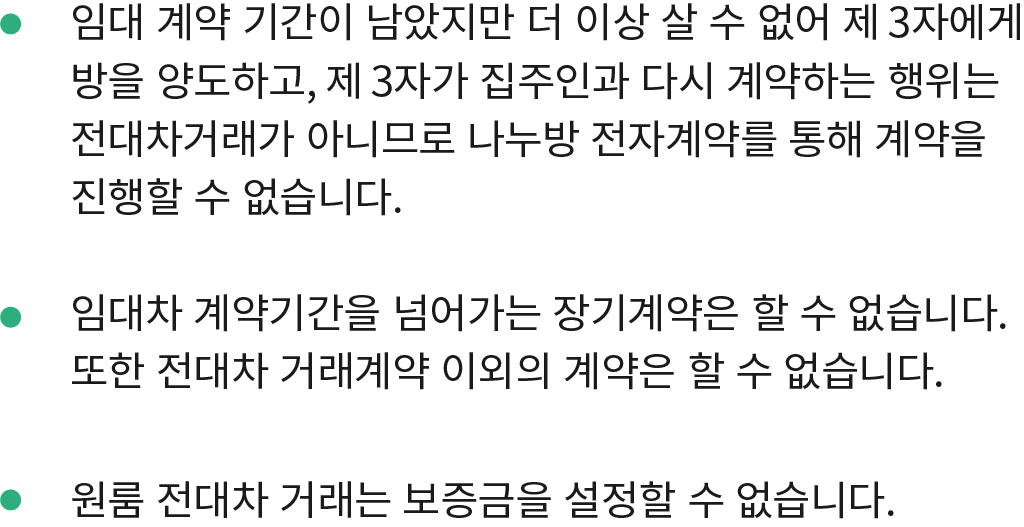 임대 계약 기간이 남았지만 더 이상 살 수 없어 제 3자에게
방을 양도하고, 제 3자가 집주인과 다시 계약하는 행위는
전대차거래가 아니므로 나누방 전자계약를 통해 계약을
진행할 수 없습니다.
임대차 계약기간을 넘어가는 장기계약은 할 수 없습니다.
또한 전대차 거래계약 이외의 계약은 할 수 없습니다.
원룸 전대차 거래는 보증금을 설정할 수 없습니다.